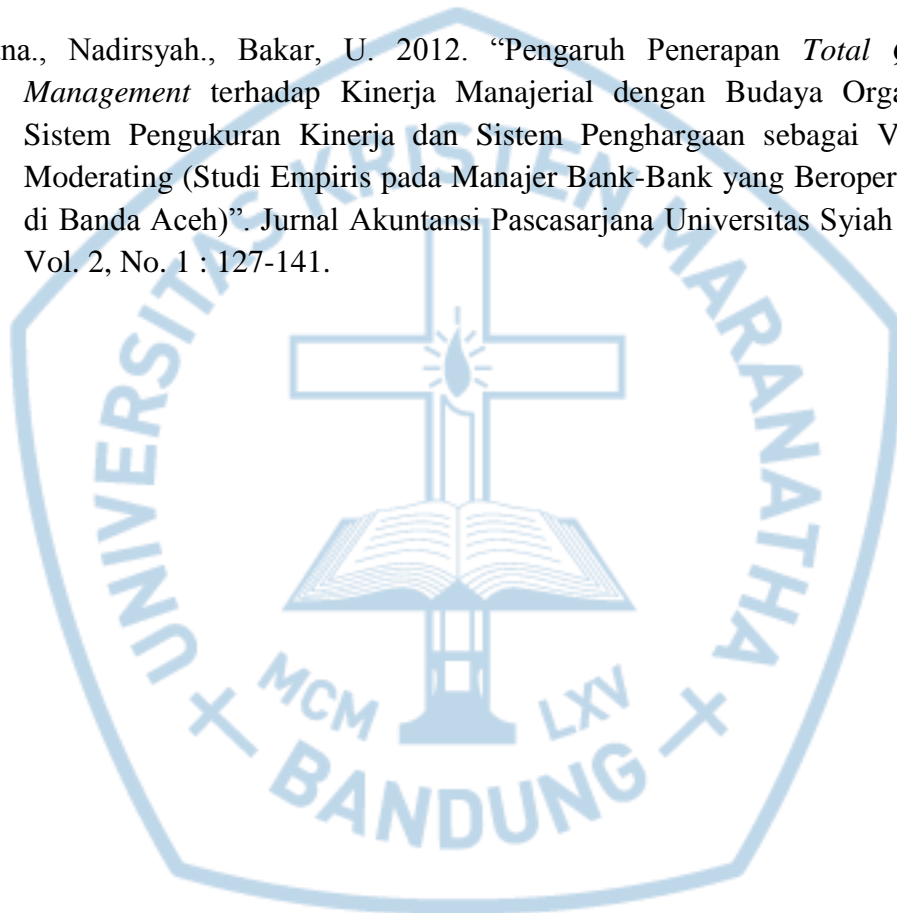 na., Nadirsyah., Bakar, U. 2012. “Pengaruh Penerapan Total
Management terhadap Kinerja Manajerial dengan Budaya Orga
Sistem Pengukuran Kinerja dan Sistem Penghargaan sebagai V
Moderating (Studi Empiris pada Manajer Bank-Bank yang Beroper
di Banda Aceh)”. Jurnal Akuntansi Pascasarjana Universitas Syiah
Vol. 2, No. 1 : 127-141.
UNIVERSITAS KRISTEN MARANATHA
MCM LXV
BANDUNG